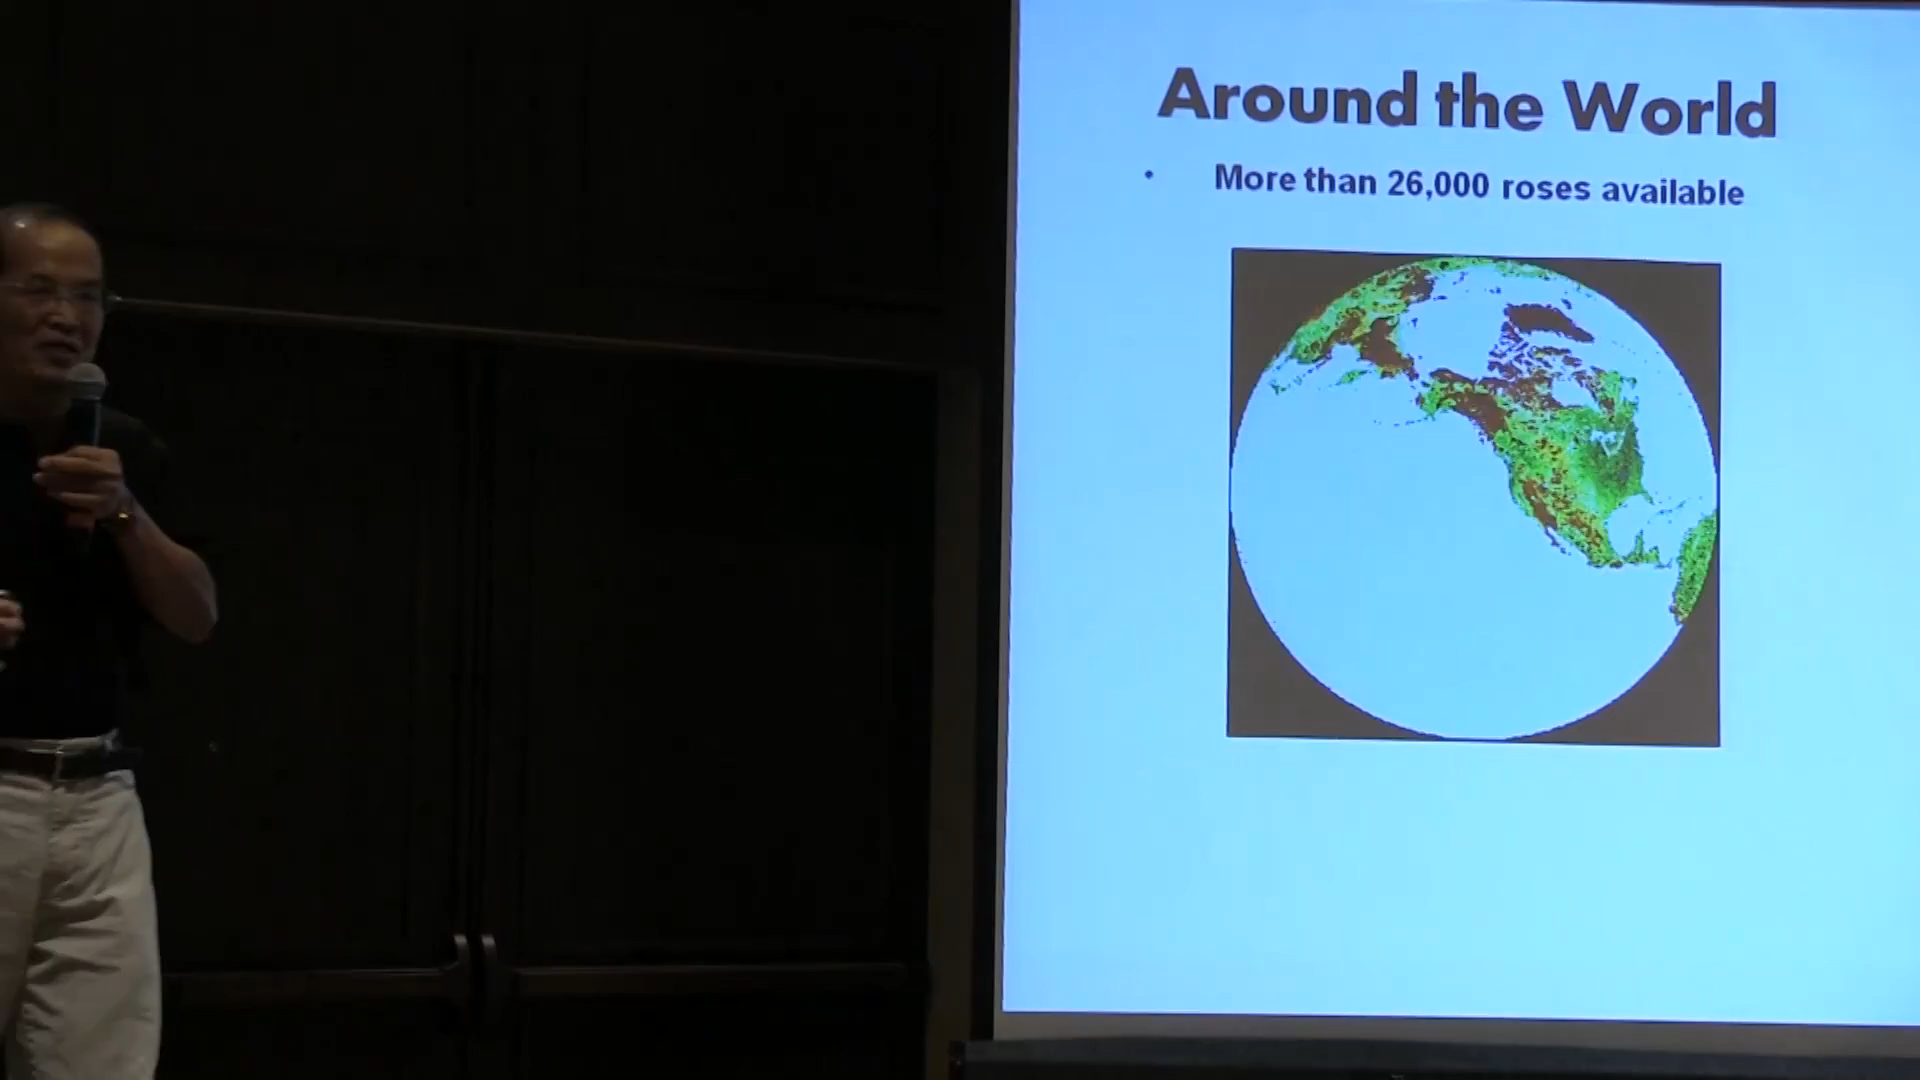 Around the World
• More than 26,000 roses available